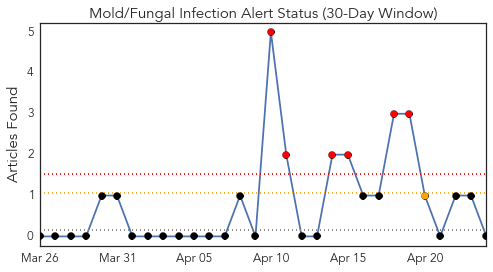 Mold/Fungal Infection Alert Status (30-Day Window)
Articles Found
5
4
3
2
1
0
Mar 26 Mar 31 Apr 05 Apr 10 Apr 15 Apr 20